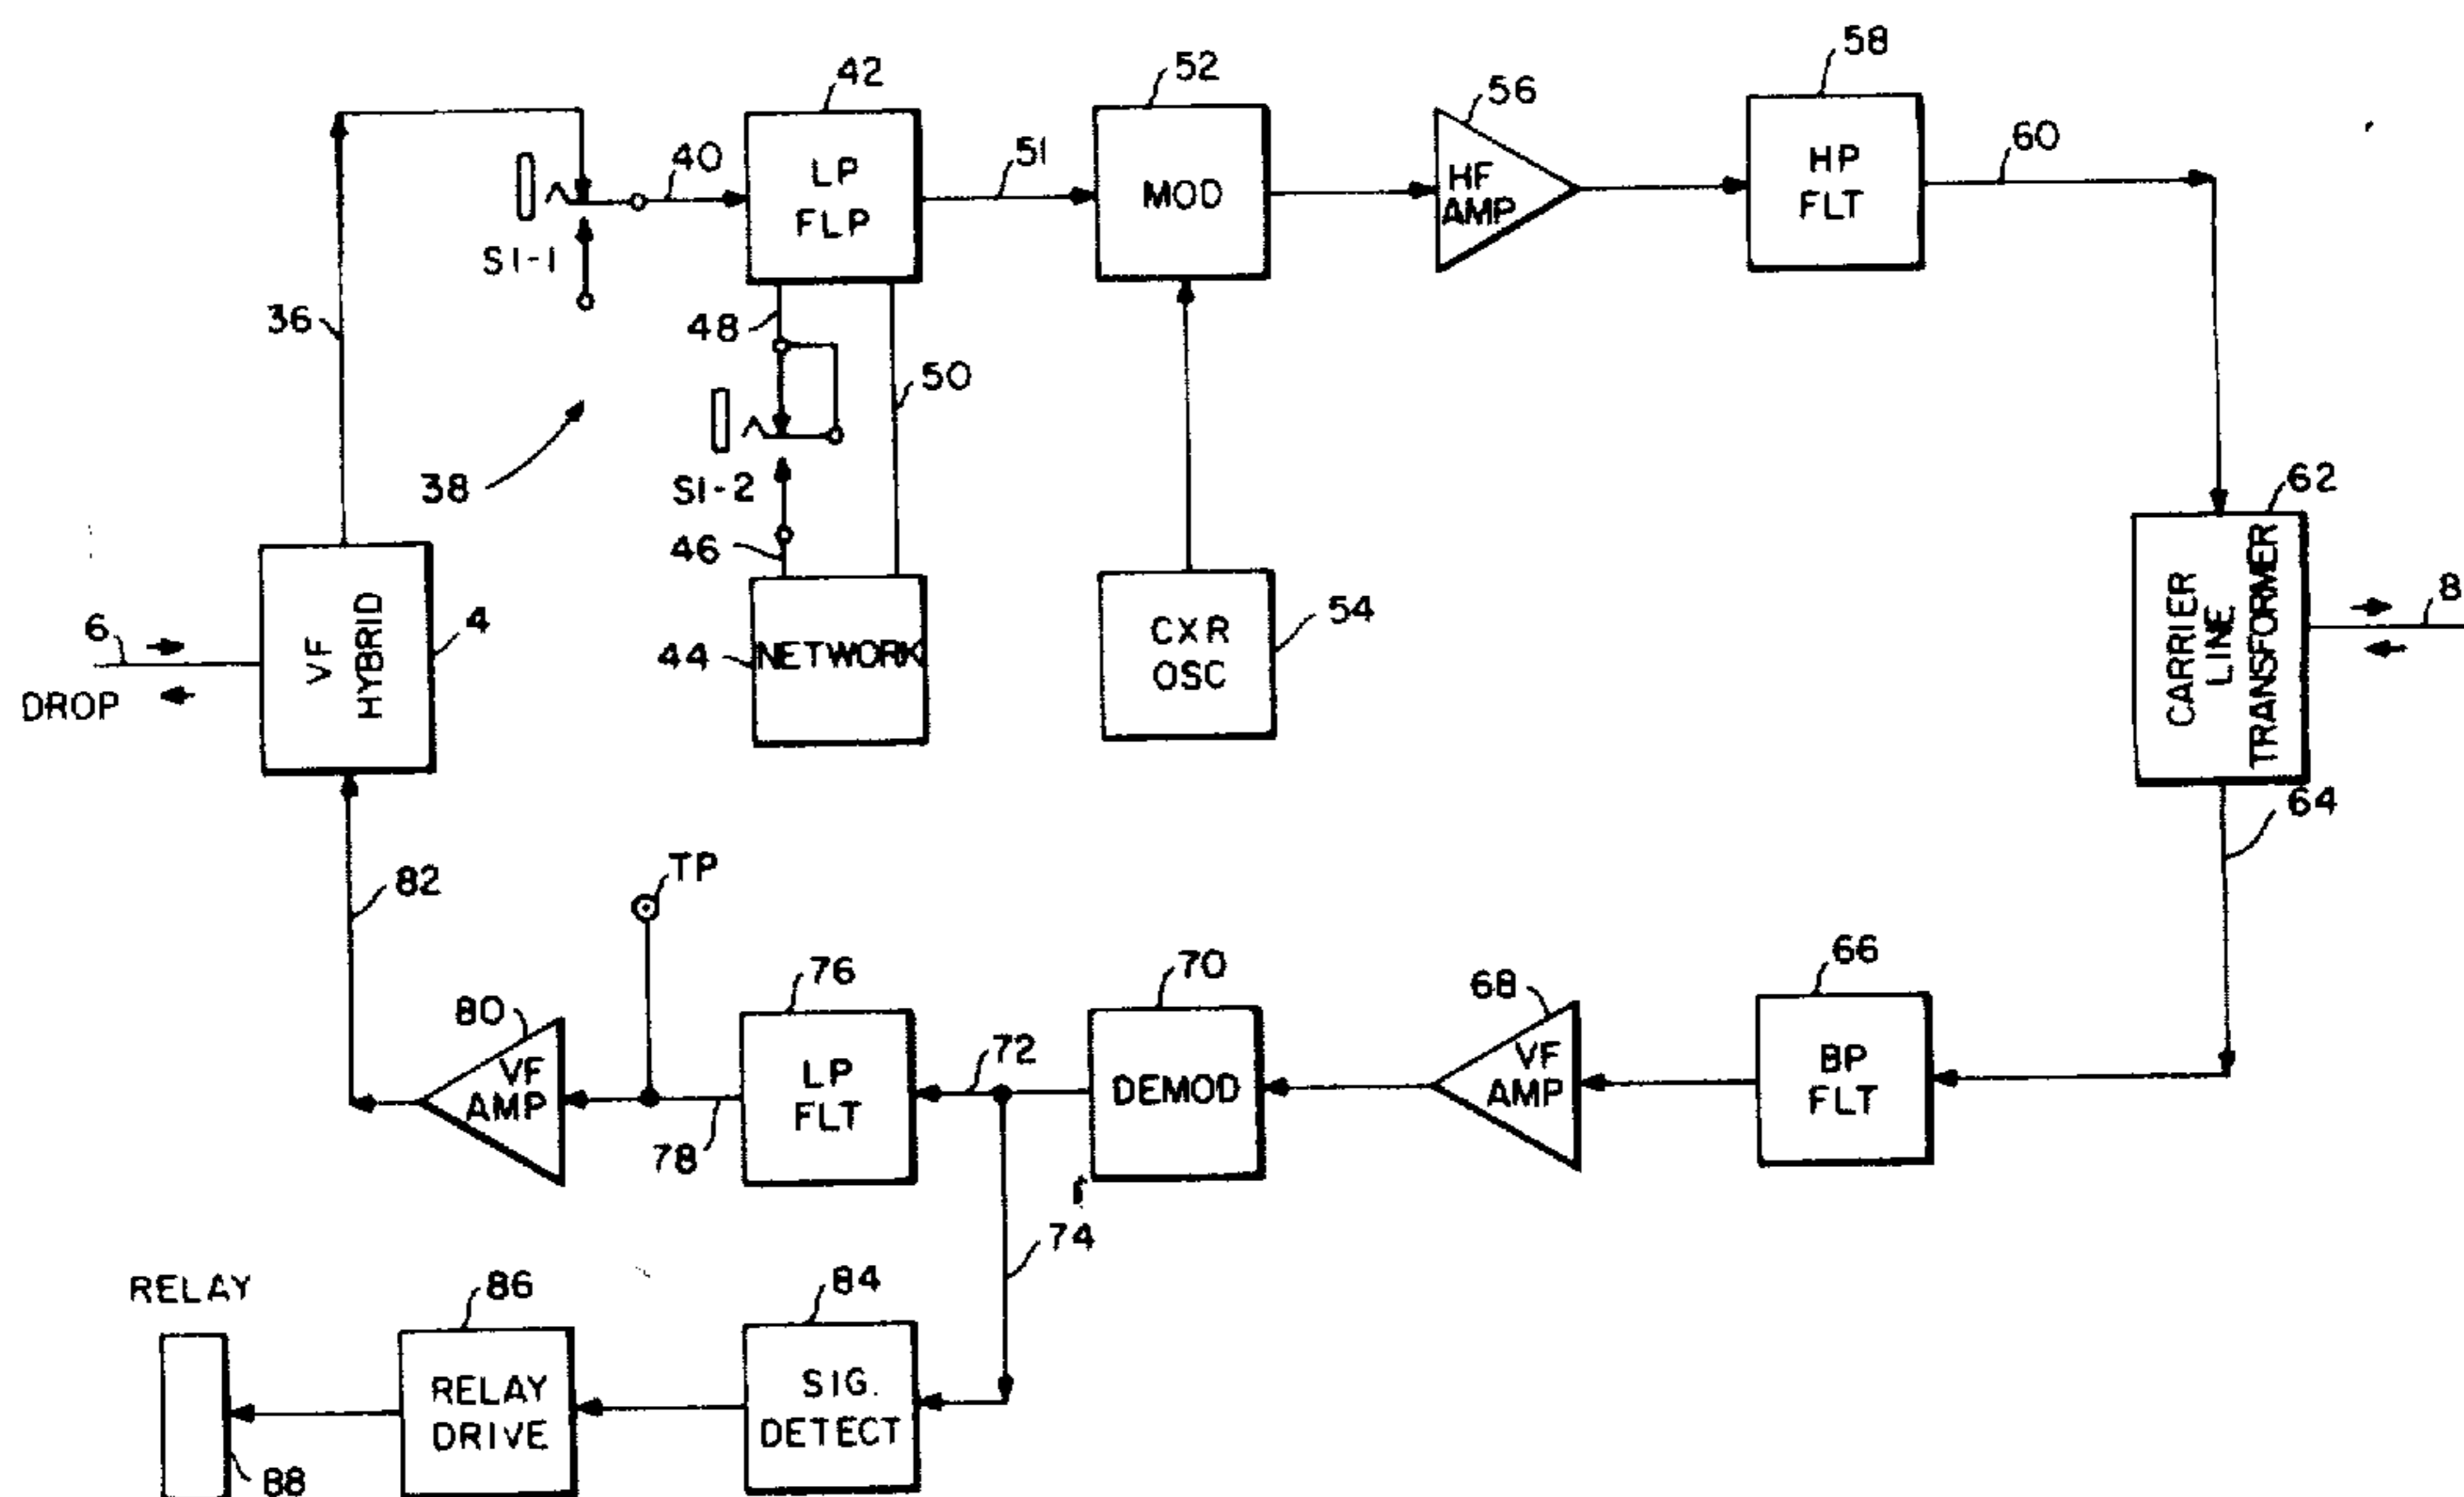 58
42
52
56
60
40
51
LP
FLP
MOD
HF
AMP
HP
FLT
S1-1
36
48
50
38
S1-2
46
62
6
DROP
VF
HYBRID
4
44
NETWORK
CXR
OSC
54
CARRIER
LINE
TRANSFORMER
8
64
82
TP
80
76
70
68
66
VF
AMP
LP
FLT
72
DEMOD
VF
AMP
BP
FLT
78
74
RELAY
86
84
RELAY
DRIVE
SIG.
DETECT
88